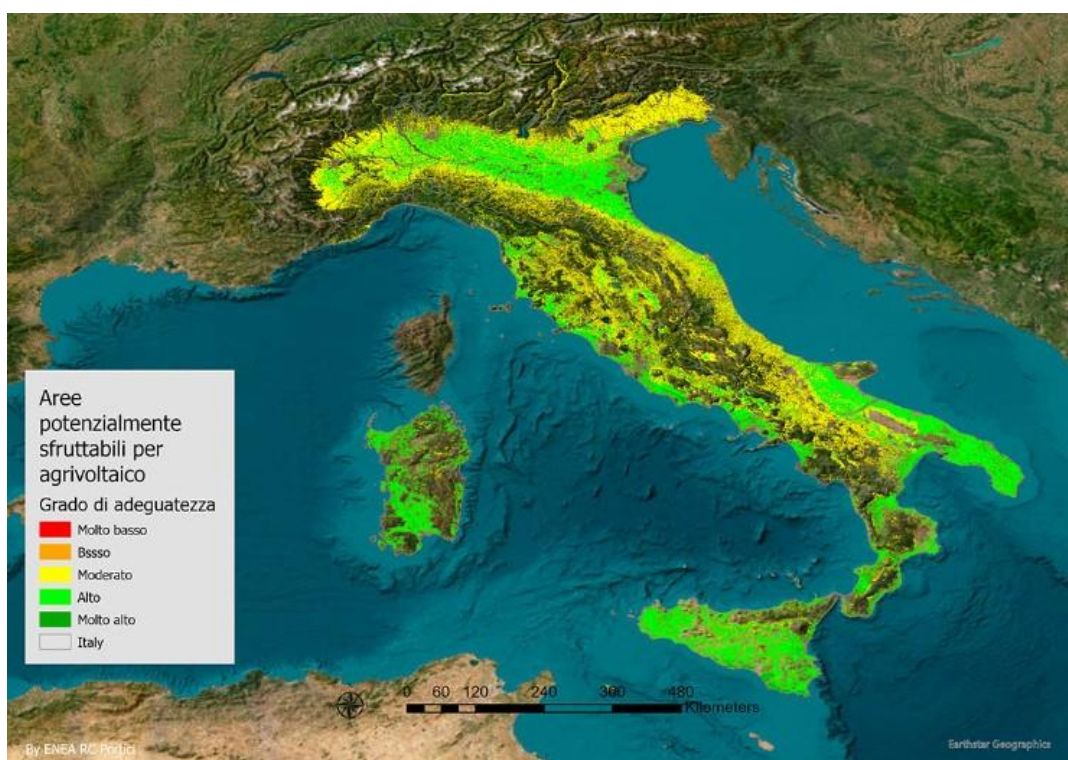 Aree
potenzialmente
sfruttabili per
agrivoltaico
Grado di adeguatezza
Molto basso
Bssso
Moderato
Alto
Molto alto
Italy
0 60 120 240 360 480
Kilometers
By ENEA RC Portici
Earthstar Geographics